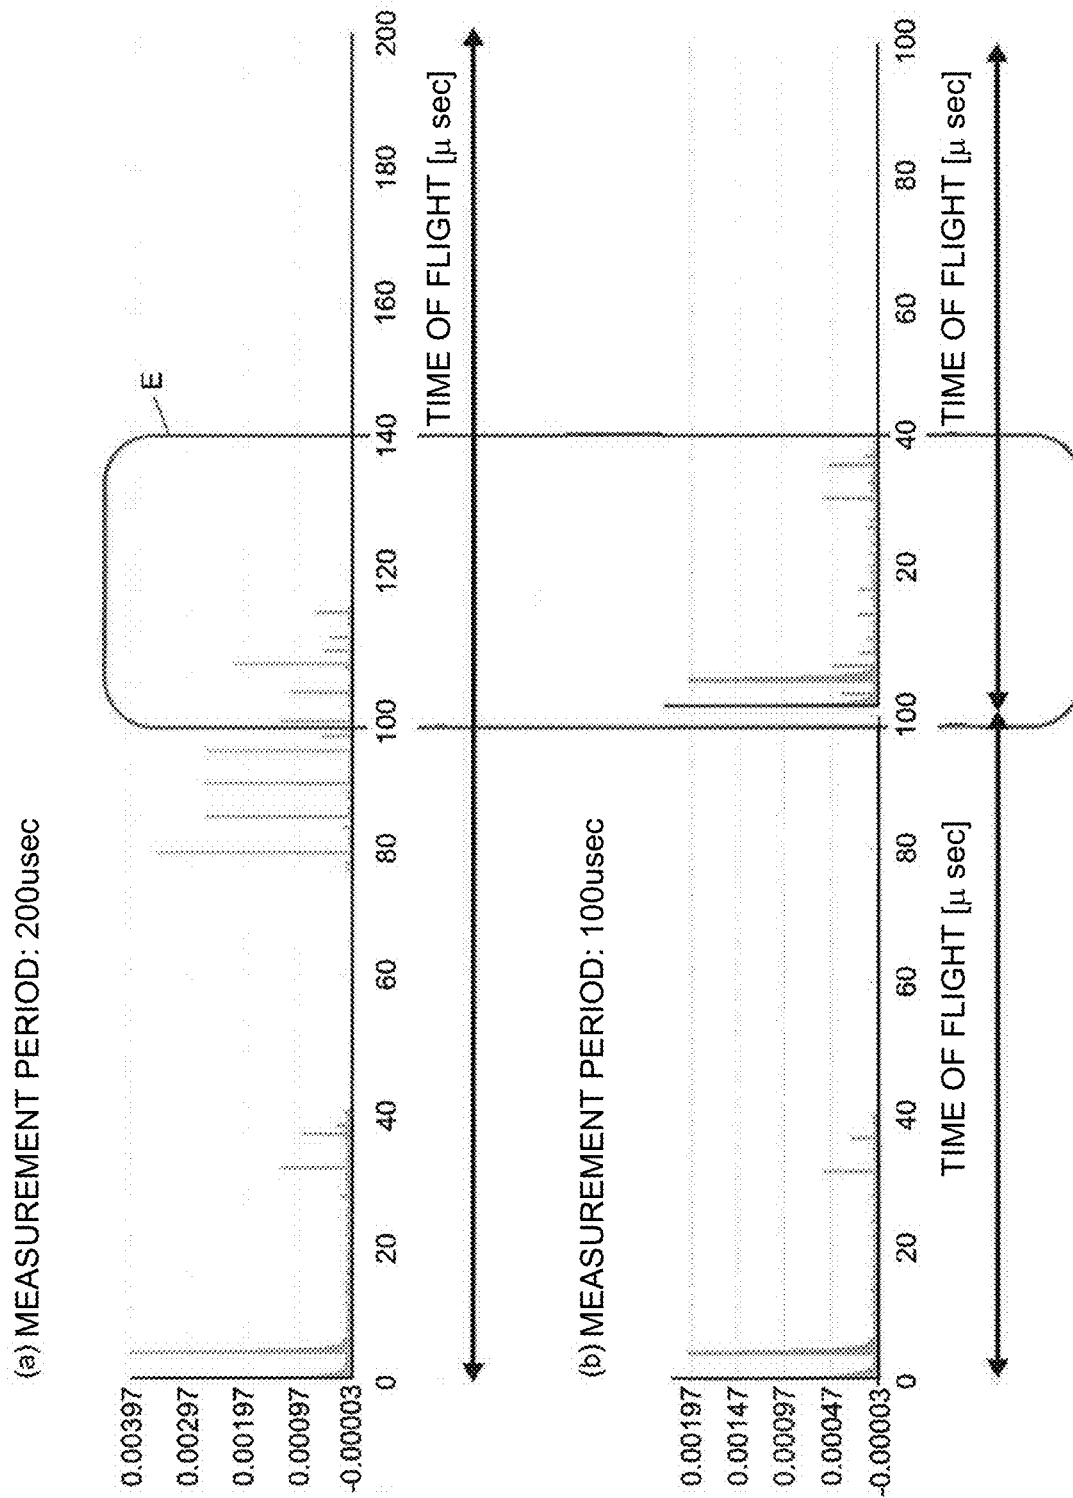 (a) MEASUREMENT PERIOD: 200usec
0.00397
0.00297
0.00197
0.00097
-0.00003
0 20 40 60 80 100 120 140 160 180 200
E
TIME OF FLIGHT [μ sec]
(b) MEASUREMENT PERIOD: 100usec
0.00197
0.00147
0.00097
0.00047
-0.00003
0 20 40 60 80 100 20 40 60 80 100
TIME OF FLIGHT [μ sec] TIME OF FLIGHT [μ sec]